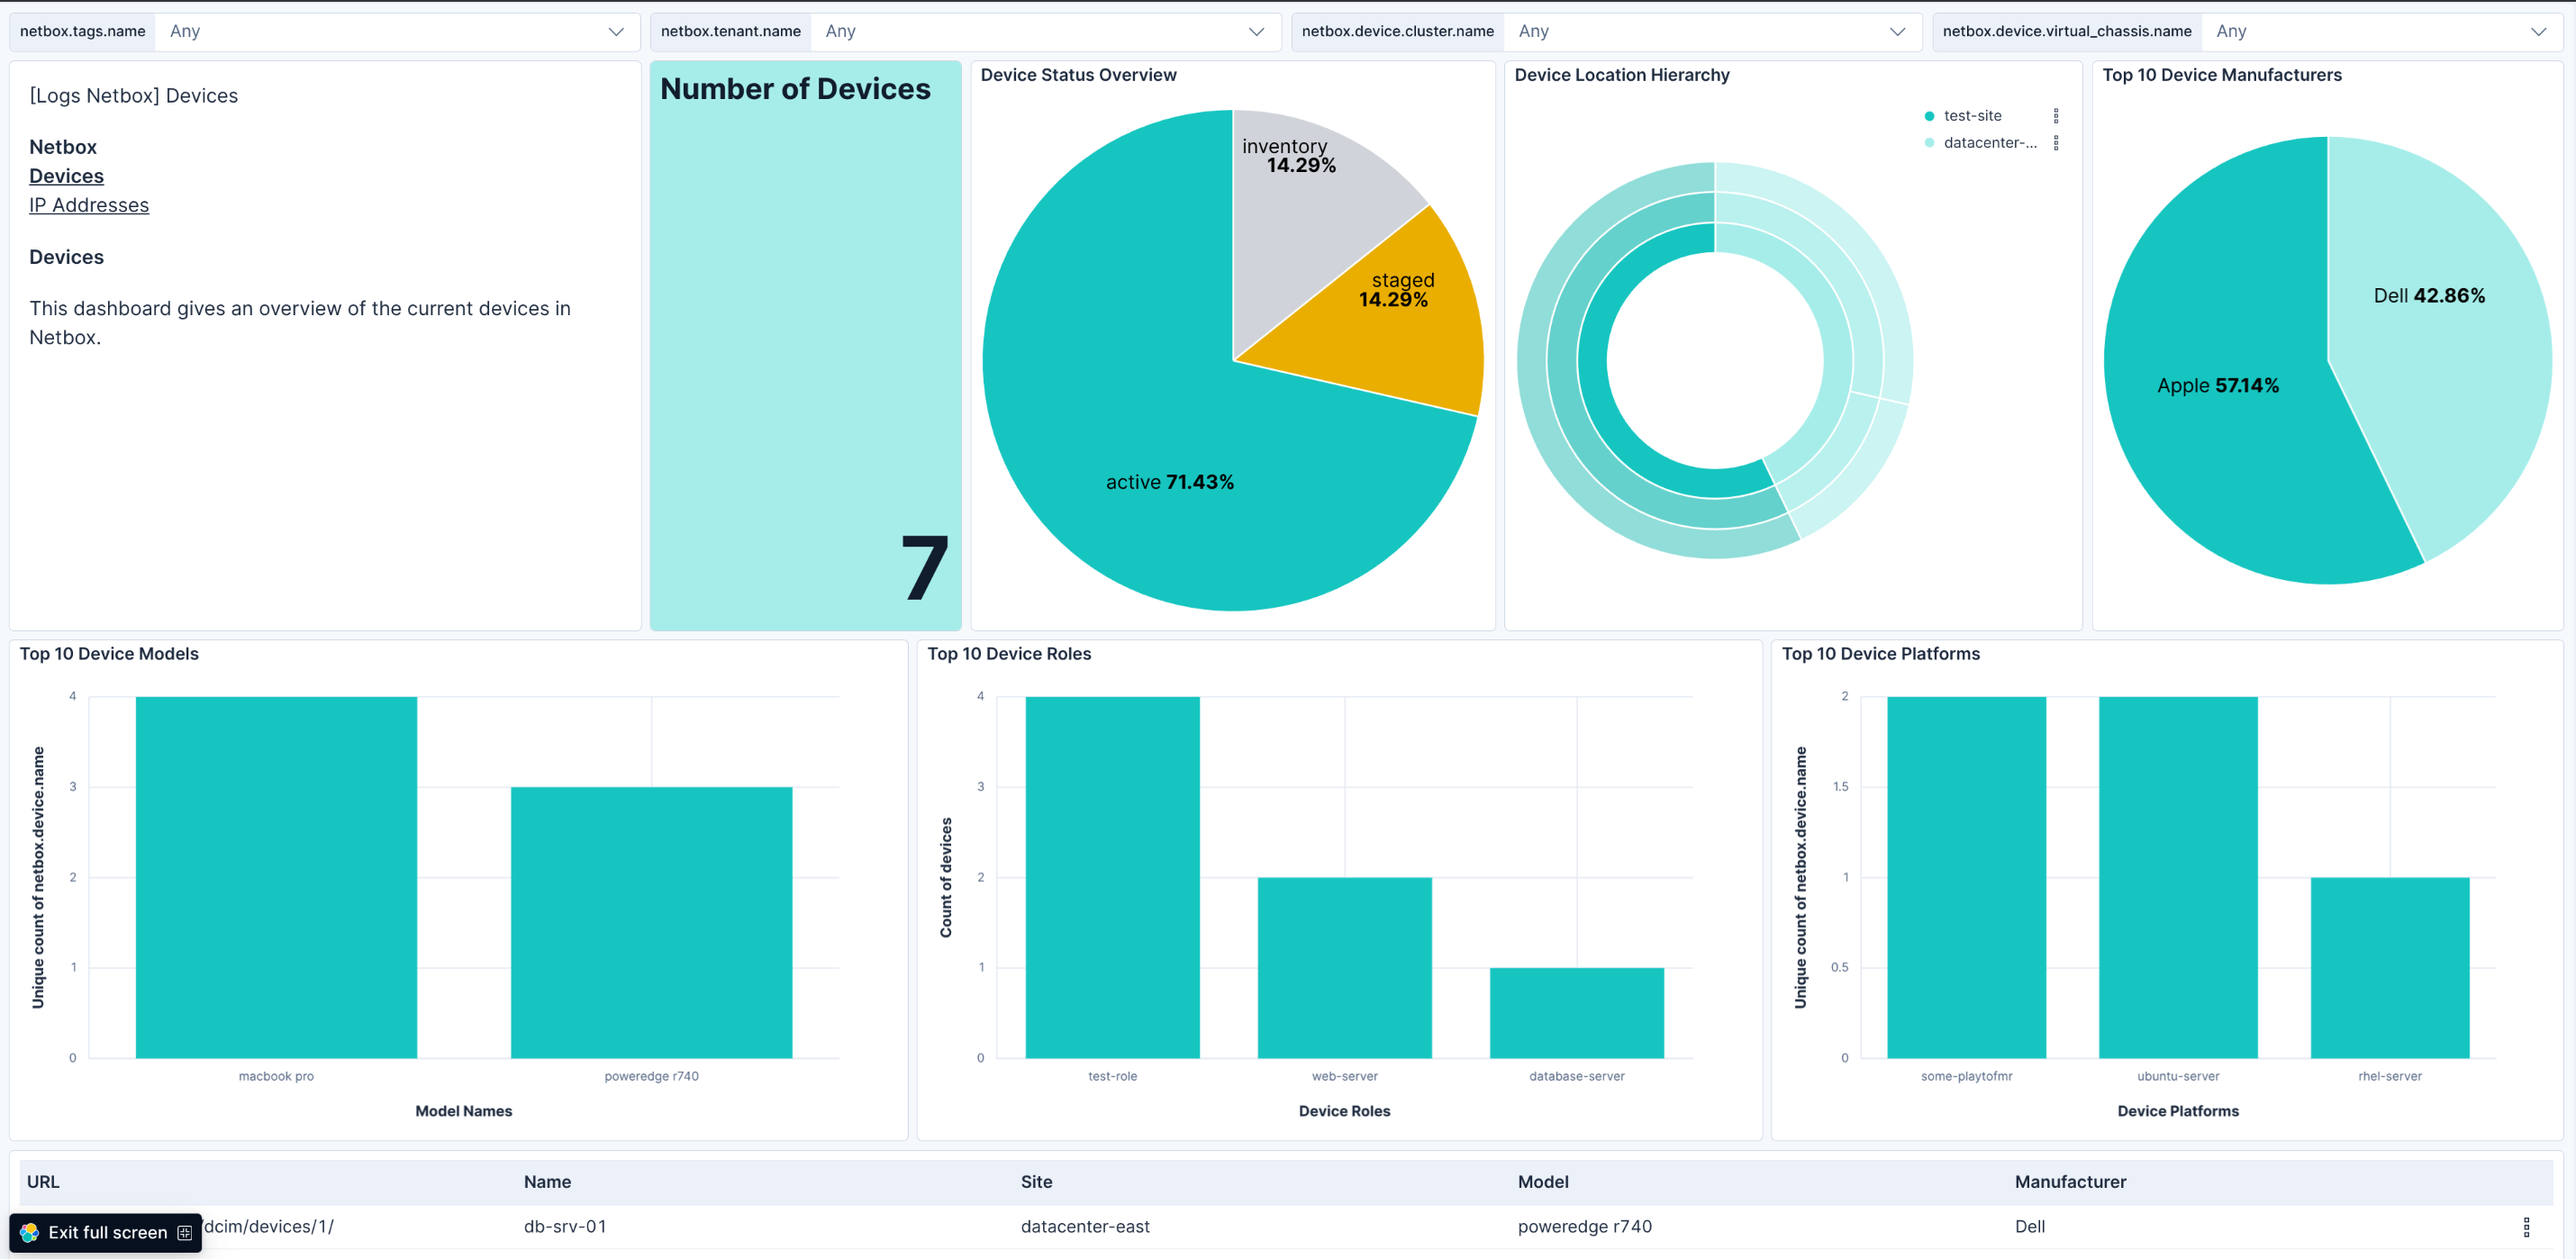 netbox.tags.name Any
netbox.tenant.name Any
netbox.device.cluster.name Any
netbox.device.virtual_chassis.name Any
[Logs Netbox] Devices
Netbox
Devices
IP Addresses
Devices
This dashboard gives an overview of the current devices in
Netbox.
Number of Devices
7
Device Status Overview
inventory
14.29%
staged
14.29%
active 71.43%
Device Location Hierarchy
test-site
datacenter-...
Top 10 Device Manufacturers
Dell 42.86%
Apple 57.14%
Top 10 Device Models
Unique count of netbox.device.name
4
3
2
1
0
macbook pro poweredge r740
Model Names
Top 10 Device Roles
Count of devices
4
3
2
1
0
test-role web-server database-server
Device Roles
Top 10 Device Platforms
Unique count of netbox.device.name
2
1.5
1
0.5
0
some-playtofmr ubuntu-server rhel-server
Device Platforms
URL Name Site Model Manufacturer
/dcim/devices/1/ db-srv-01 datacenter-east poweredge r740 Dell
Exit full screen